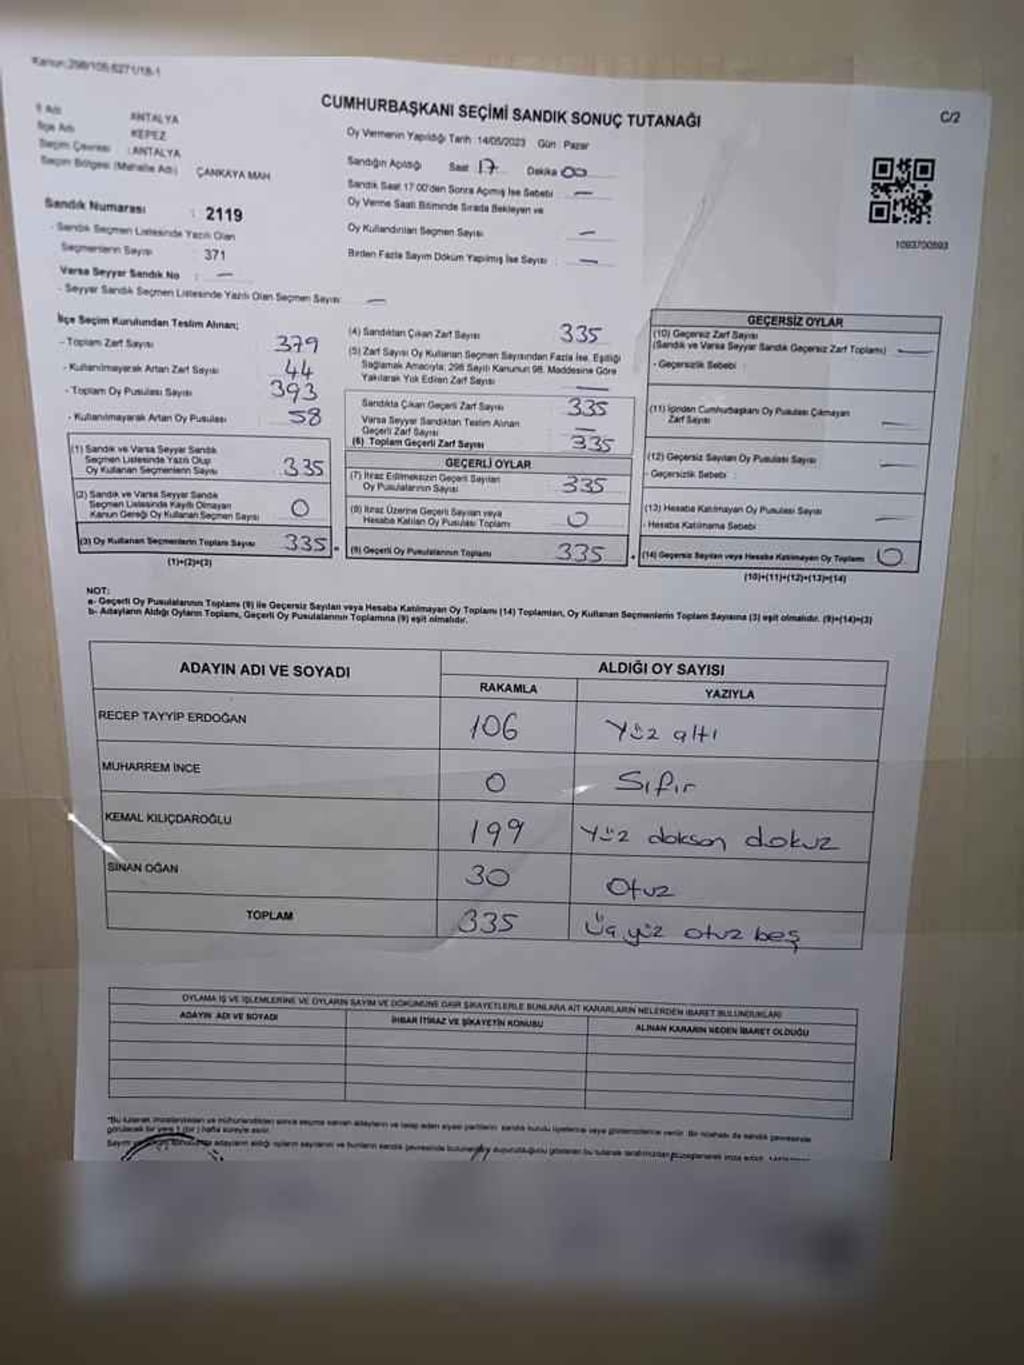 Kanun:298/105;6271/18-1
CUMHURBAŞKANI SEÇİMİ SANDIK SONUÇ TUTANAĞI
C/2
İl Adı ANTALYA
İlçe Adı KEPEZ
Seçim Çevresi : ANTALYA
Seçim Bölgesi (Mahalle Adı) ÇANKAYA MAH
Sandık Numarası : 2119
- Sandık Seçmen Listesinde Yazılı Olan
Seçmenlerin Sayısı 371
Varsa Seyyar Sandık No : —
- Seyyar Sandık Seçmen Listesinde Yazılı Olan Seçmen Sayısı: —
Oy Vermenin Yapıldığı Tarih :14/05/2023 Gün : Pazar
Sandığın Açıldığı Saat 17 Dakika 00
Sandık Saat 17:00'den Sonra Açılmış İse Sebebi —
Oy Verme Saati Bitiminde Sırada Bekleyen ve
Oy Kullandırılan Seçmen Sayısı —
Birden Fazla Sayım Döküm Yapılmış İse Sayısı : —
1093700893
İlçe Seçim Kurulundan Teslim Alınan;
- Toplam Zarf Sayısı 379
- Kullanılmayarak Artan Zarf Sayısı 44
- Toplam Oy Pusulası Sayısı 393
- Kullanılmayarak Artan Oy Pusulası 58
(1) Sandık ve Varsa Seyyar Sandık
Seçmen Listesinde Yazılı Olup
Oy Kullanan Seçmenlerin Sayısı 335
(2) Sandık ve Varsa Seyyar Sandık
Seçmen Listesinde Kayıtlı Olmayan
Kanun Gereği Oy Kullanan Seçmen Sayısı 0
(3) Oy Kullanan Seçmenlerin Toplam Sayısı 335 =
(1)+(2)=(3)
(4) Sandıktan Çıkan Zarf Sayısı 335
(5) Zarf Sayısı Oy Kullanan Seçmen Sayısından Fazla İse, Eşitliği
Sağlamak Amacıyla; 298 Sayılı Kanunun 98. Maddesine Göre
Yakılarak Yok Edilen Zarf Sayısı —
Sandıkta Çıkan Geçerli Zarf Sayısı 335
Varsa Seyyar Sandıktan Teslim Alınan
Geçerli Zarf Sayısı —
(6) Toplam Geçerli Zarf Sayısı 335
GEÇERLİ OYLAR
(7) İtiraz Edilmeksizin Geçerli Sayılan
Oy Pusulalarının Sayısı 335
(8) İtiraz Üzerine Geçerli Sayılan veya
Hesaba Katılan Oy Pusulası Toplamı 0
(9) Geçerli Oy Pusulalarının Toplamı 335 +
GEÇERSİZ OYLAR
(10) Geçersiz Zarf Sayısı
(Sandık ve Varsa Seyyar Sandık Geçersiz Zarf Toplamı) —
- Geçersizlik Sebebi :
(11) İçinden Cumhurbaşkanı Oy Pusulası Çıkmayan
Zarf Sayısı —
(12) Geçersiz Sayılan Oy Pusulası Sayısı —
- Geçersizlik Sebebi :
(13) Hesaba Katılmayan Oy Pusulası Sayısı —
- Hesaba Katılmama Sebebi
(14) Geçersiz Sayılan veya Hesaba Katılmayan Oy Toplamı 0
(10)+(11)+(12)+(13)=(14)
NOT:
a- Geçerli Oy Pusulalarının Toplamı (9) ile Geçersiz Sayılan veya Hesaba Katılmayan Oy Toplamı (14) Toplamları, Oy Kullanan Seçmenlerin Toplam Sayısına (3) eşit olmalıdır. (9)+(14)=(3)
b- Adayların Aldığı Oyların Toplamı, Geçerli Oy Pusulalarının Toplamına (9) eşit olmalıdır.
ADAYIN ADI VE SOYADI ALDIĞI OY SAYISI
RAKAMLA YAZIYLA
RECEP TAYYİP ERDOĞAN 106 Yüz altı
MUHARREM İNCE 0 Sıfır
KEMAL KILIÇDAROĞLU 199 Yüz doksan dokuz
SİNAN OĞAN 30 Otuz
TOPLAM 335 Üç yüz otuz beş
OYLAMA İŞ VE İŞLEMLERİNE VE OYLARIN SAYIM VE DÖKÜMÜNE DAİR ŞİKAYETLERLE BUNLARA AİT KARARLARIN NELERDEN İBARET BULUNDUKLARI
ADAYIN ADI VE SOYADI İHBAR İTİRAZ VE ŞİKAYETİN KONUSU ALINAN KARARIN NEDEN İBARET OLDUĞU